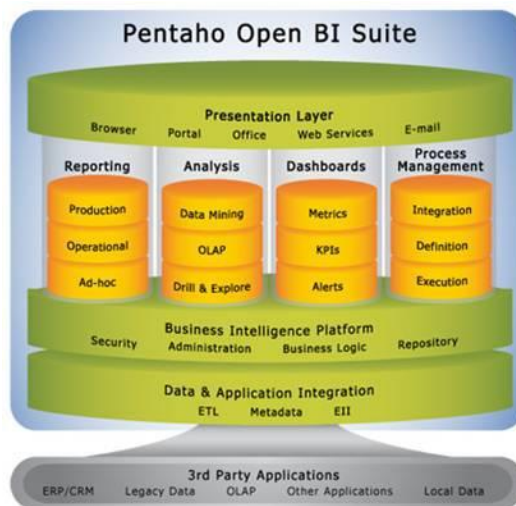 Pentaho Open BI Suite
Presentation Layer
Browser Portal Office Web Services E-mail
Reporting Analysis Dashboards Process Management
Production Data Mining Metrics Integration
Operational OLAP KPIs Definition
Ad-hoc Drill & Explore Alerts Execution
Business Intelligence Platform
Security Administration Business Logic Repository
Data & Application Integration
ETL Metadata EII
3rd Party Applications
ERP/CRM Legacy Data OLAP Other Applications Local Data